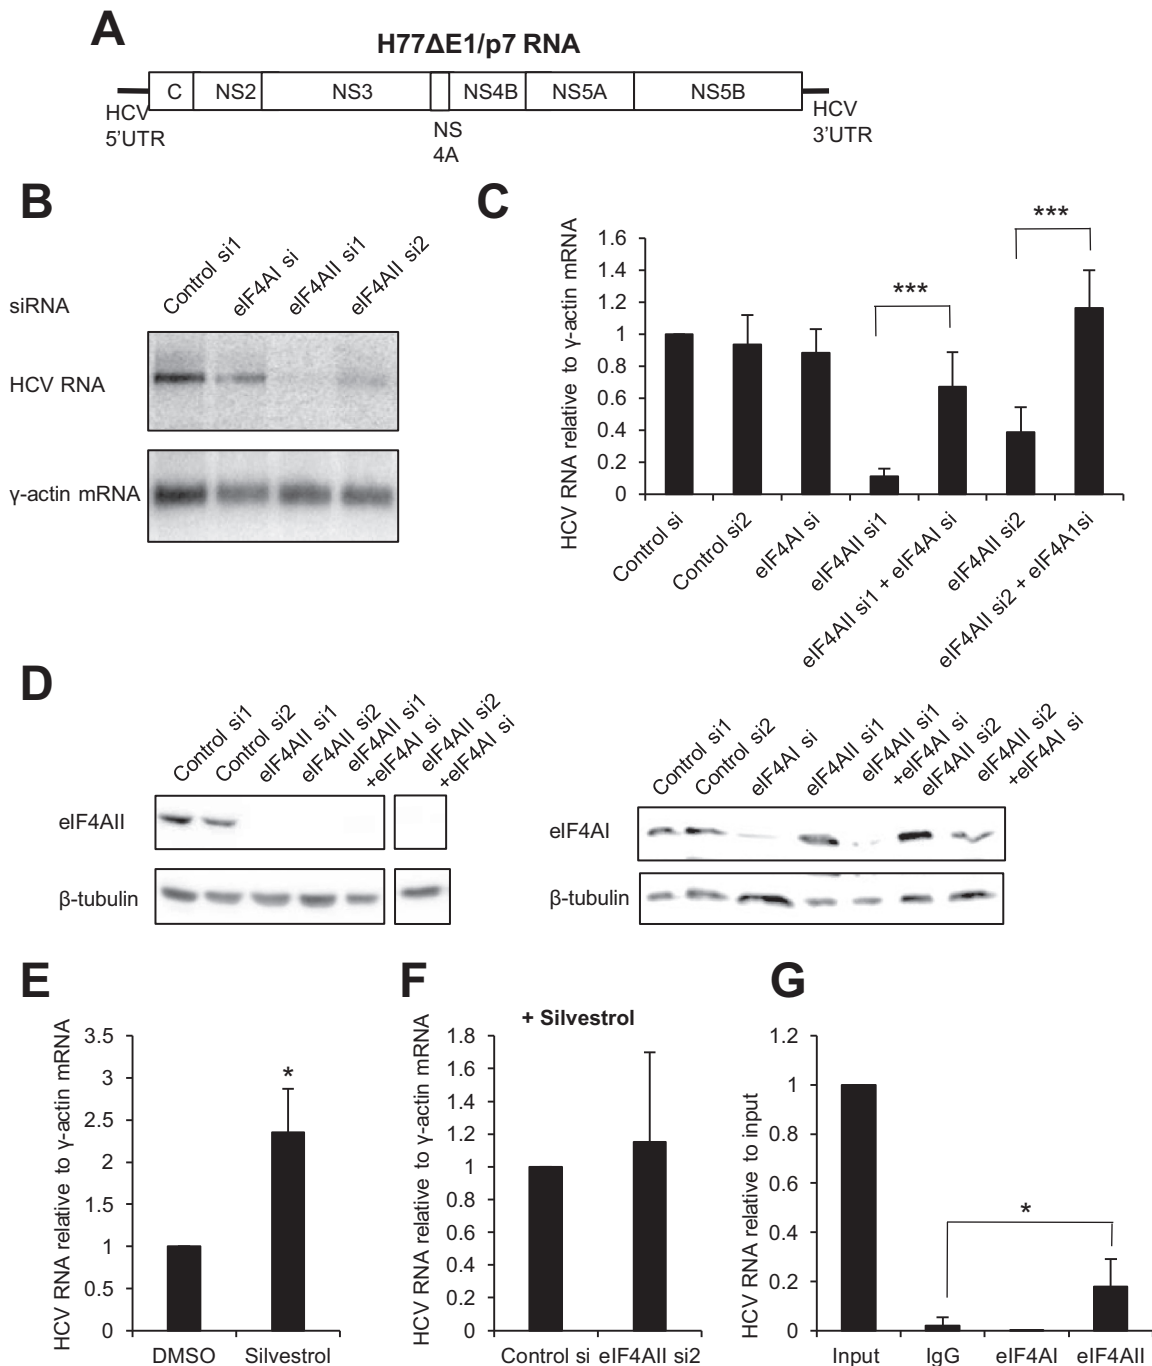 A
H77ΔE1/p7 RNA
C NS2 NS3 NS4B NS5A NS5B
HCV
5'UTR
NS
4A
HCV
3'UTR
B
siRNA
Control si1
eIF4AI si
eIF4AII si1
eIF4AII si2
HCV RNA
γ-actin mRNA
C
HCV RNA relative to γ-actin mRNA
1.6
1.4
1.2
1
0.8
0.6
0.4
0.2
0
***
***
Control si
Control si2
eIF4AI si
eIF4AII si1
eIF4AII si1 + eIF4AI si
eIF4AII si2
eIF4AII si2 + eIF4A1si
D
Control si1
Control si2
eIF4AII si1
eIF4AII si2
eIF4AII si1
+eIF4AI si
eIF4AII si2
+eIF4AI si
eIF4AII
β-tubulin
Control si1
Control si2
eIF4AI si
eIF4AII si1
eIF4AII si1
+eIF4AI si
eIF4AII si2
eIF4AII si2
+eIF4AI si
eIF4AI
β-tubulin
E
HCV RNA relative to γ-actin mRNA
3.5
3
2.5
2
1.5
1
0.5
0
*
DMSO Silvestrol
F
+ Silvestrol
HCV RNA relative to γ-actin mRNA
1.8
1.6
1.4
1.2
1
0.8
0.6
0.4
0.2
0
Control si eIF4AII si2
G
HCV RNA relative to input
1.2
1
0.8
0.6
0.4
0.2
0
*
Input IgG eIF4AI eIF4AII